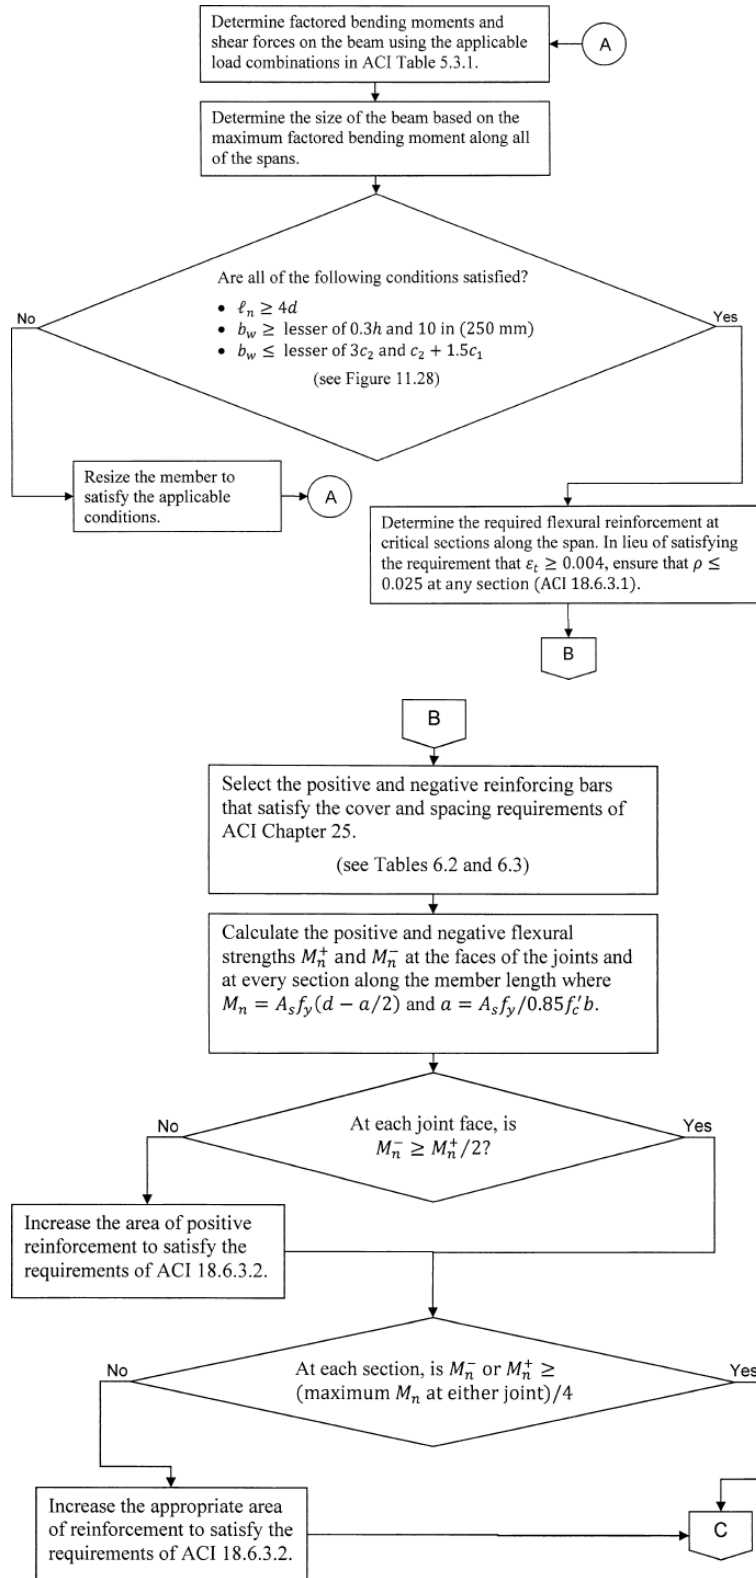 Determine factored bending moments and
shear forces on the beam using the applicable
load combinations in ACI Table 5.3.1.
A
Determine the size of the beam based on the
maximum factored bending moment along all
of the spans.
Are all of the following conditions satisfied?
• ℓₙ ≥ 4d
• b_w ≥ lesser of 0.3h and 10 in (250 mm)
• b_w ≤ lesser of 3c₂ and c₂ + 1.5c₁
(see Figure 11.28)
No
Yes
Resize the member to
satisfy the applicable
conditions.
A
Determine the required flexural reinforcement at
critical sections along the span. In lieu of satisfying
the requirement that εₜ ≥ 0.004, ensure that ρ ≤
0.025 at any section (ACI 18.6.3.1).
B
B
Select the positive and negative reinforcing bars
that satisfy the cover and spacing requirements of
ACI Chapter 25.
(see Tables 6.2 and 6.3)
Calculate the positive and negative flexural
strengths Mₙ⁺ and Mₙ⁻ at the faces of the joints and
at every section along the member length where
Mₙ = Aₛf_y(d − a/2) and a = Aₛf_y/0.85f′_c b.
No
At each joint face, is
Mₙ⁻ ≥ Mₙ⁺/2?
Yes
Increase the area of positive
reinforcement to satisfy the
requirements of ACI 18.6.3.2.
No
At each section, is Mₙ⁻ or Mₙ⁺ ≥
(maximum Mₙ at either joint)/4
Yes
Increase the appropriate area
of reinforcement to satisfy the
requirements of ACI 18.6.3.2.
C